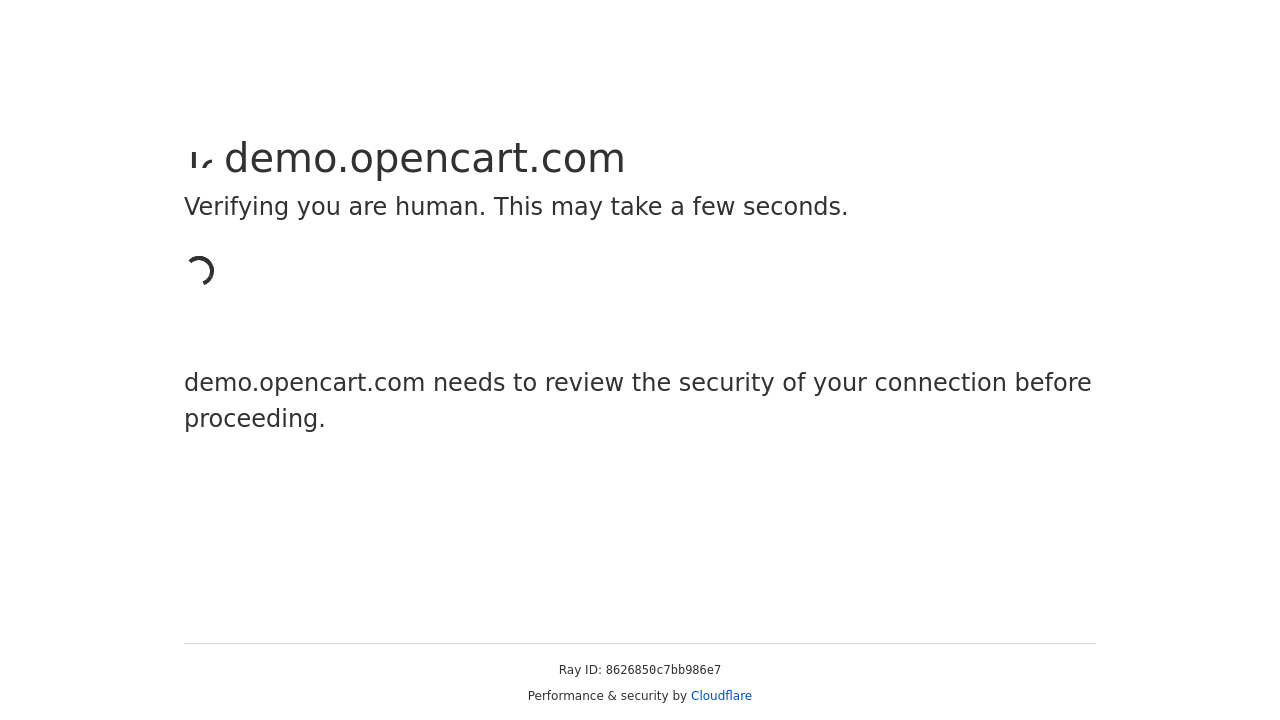 demo.opencart.com
Verifying you are human. This may take a few seconds.
demo.opencart.com needs to review the security of your connection before
proceeding.
Ray ID: 8626850c7bb986e7
Performance & security by Cloudflare